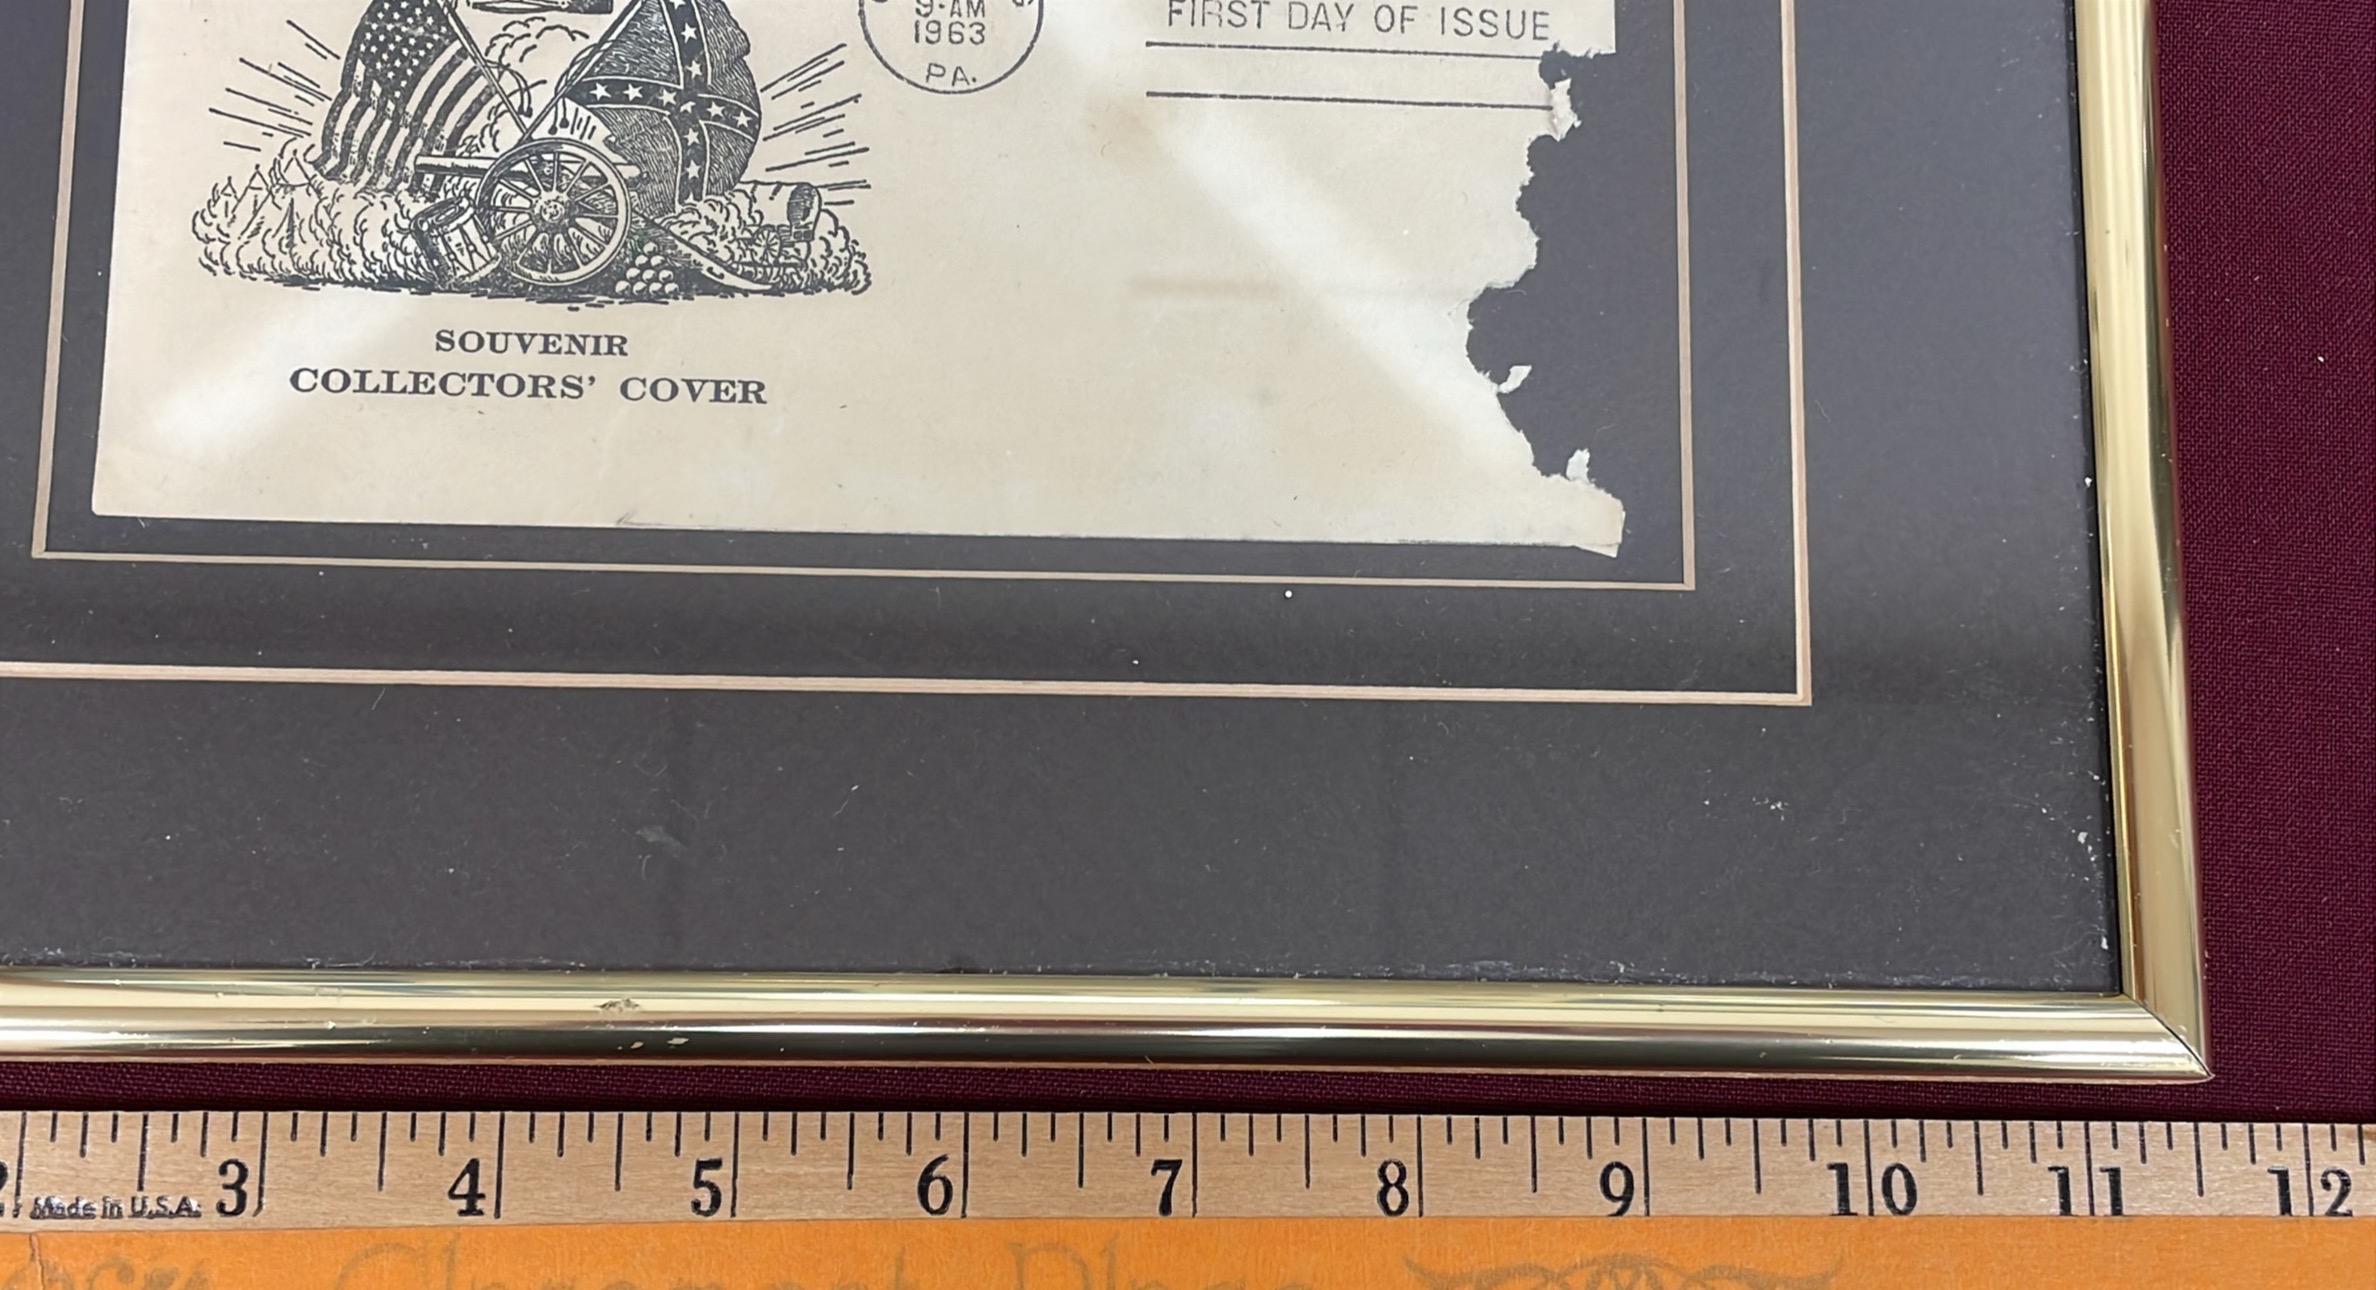 9-AM
1963
PA.
FIRST DAY OF ISSUE
SOUVENIR
COLLECTORS' COVER
2 3 4 5 6 7 8 9 10 11 12
Made in U.S.A.